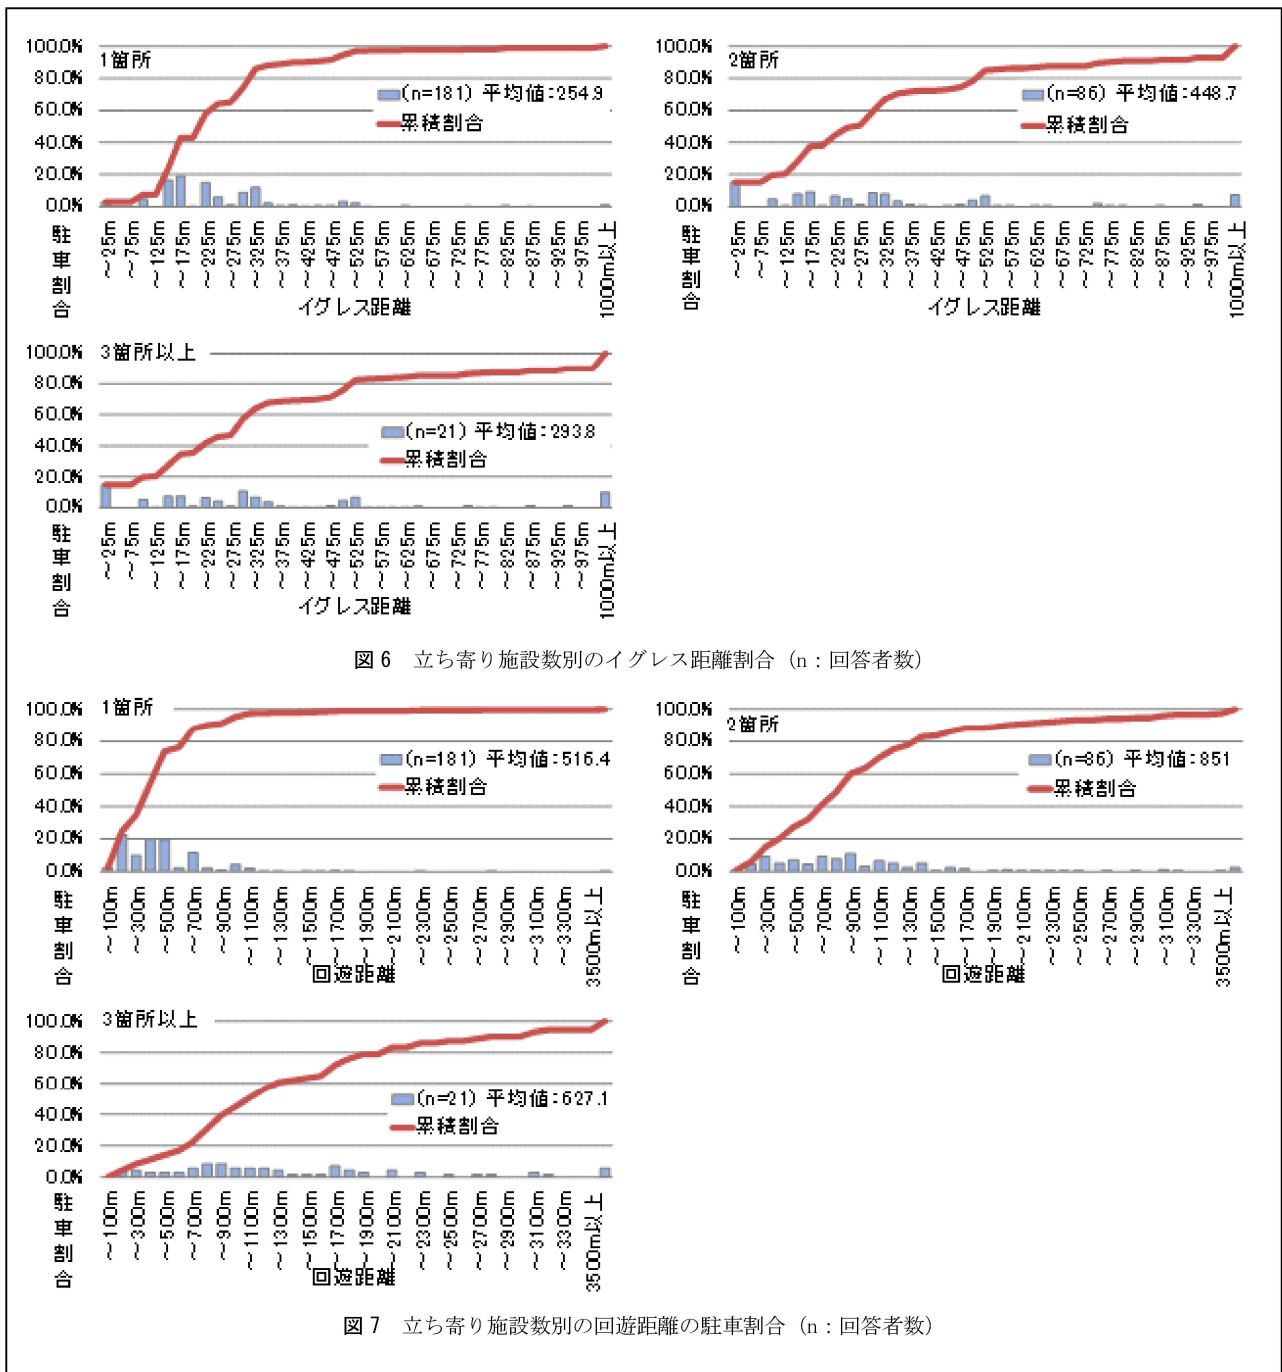 1箇所
100.0%
80.0%
60.0%
40.0%
20.0%
0.0%
(n=181) 平均値:254.9
累積割合
駐車割合
～25m
～75m
～125m
～175m
～225m
～275m
～325m
～375m
～425m
～475m
～525m
～575m
～625m
～675m
～725m
～775m
～825m
～875m
～925m
～975m
1000m以上
イグレス距離
2箇所
100.0%
80.0%
60.0%
40.0%
20.0%
0.0%
(n=86) 平均値:448.7
累積割合
駐車割合
～25m
～75m
～125m
～175m
～225m
～275m
～325m
～375m
～425m
～475m
～525m
～575m
～625m
～675m
～725m
～775m
～825m
～875m
～925m
～975m
1000m以上
イグレス距離
3箇所以上
100.0%
80.0%
60.0%
40.0%
20.0%
0.0%
(n=21) 平均値:293.8
累積割合
駐車割合
～25m
～75m
～125m
～175m
～225m
～275m
～325m
～375m
～425m
～475m
～525m
～575m
～625m
～675m
～725m
～775m
～825m
～875m
～925m
～975m
1000m以上
イグレス距離
図6 立ち寄り施設数別のイグレス距離割合（n：回答者数）
1箇所
100.0%
80.0%
60.0%
40.0%
20.0%
0.0%
(n=181) 平均値:516.4
累積割合
駐車割合
～100m
～300m
～500m
～700m
～900m
～1100m
～1300m
～1500m
～1700m
～1900m
～2100m
～2300m
～2500m
～2700m
～2900m
～3100m
～3300m
3500m以上
回遊距離
2箇所
100.0%
80.0%
60.0%
40.0%
20.0%
0.0%
(n=86) 平均値:851
累積割合
駐車割合
～100m
～300m
～500m
～700m
～900m
～1100m
～1300m
～1500m
～1700m
～1900m
～2100m
～2300m
～2500m
～2700m
～2900m
～3100m
～3300m
3500m以上
回遊距離
3箇所以上
100.0%
80.0%
60.0%
40.0%
20.0%
0.0%
(n=21) 平均値:627.1
累積割合
駐車割合
～100m
～300m
～500m
～700m
～900m
～1100m
～1300m
～1500m
～1700m
～1900m
～2100m
～2300m
～2500m
～2700m
～2900m
～3100m
～3300m
3500m以上
回遊距離
図7 立ち寄り施設数別の回遊距離の駐車割合（n：回答者数）